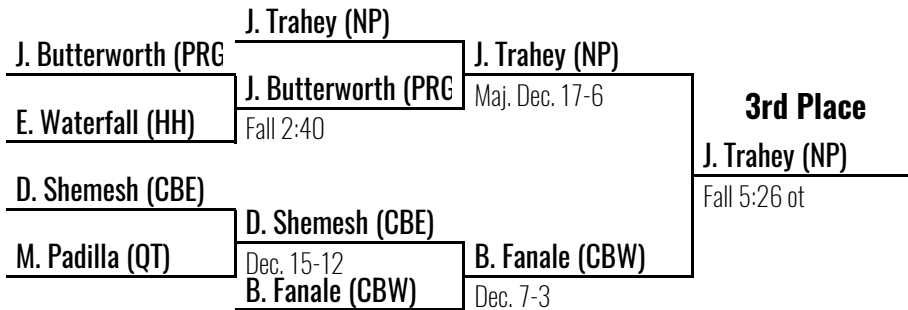 J. Trahey (NP)
J. Butterworth (PRG
J. Trahey (NP)
J. Butterworth (PRG
Maj. Dec. 17-6
3rd Place
E. Waterfall (HH)
Fall 2:40
J. Trahey (NP)
D. Shemesh (CBE)
Fall 5:26 ot
D. Shemesh (CBE)
M. Padilla (QT)
Dec. 15-12
B. Fanale (CBW)
B. Fanale (CBW)
Dec. 7-3